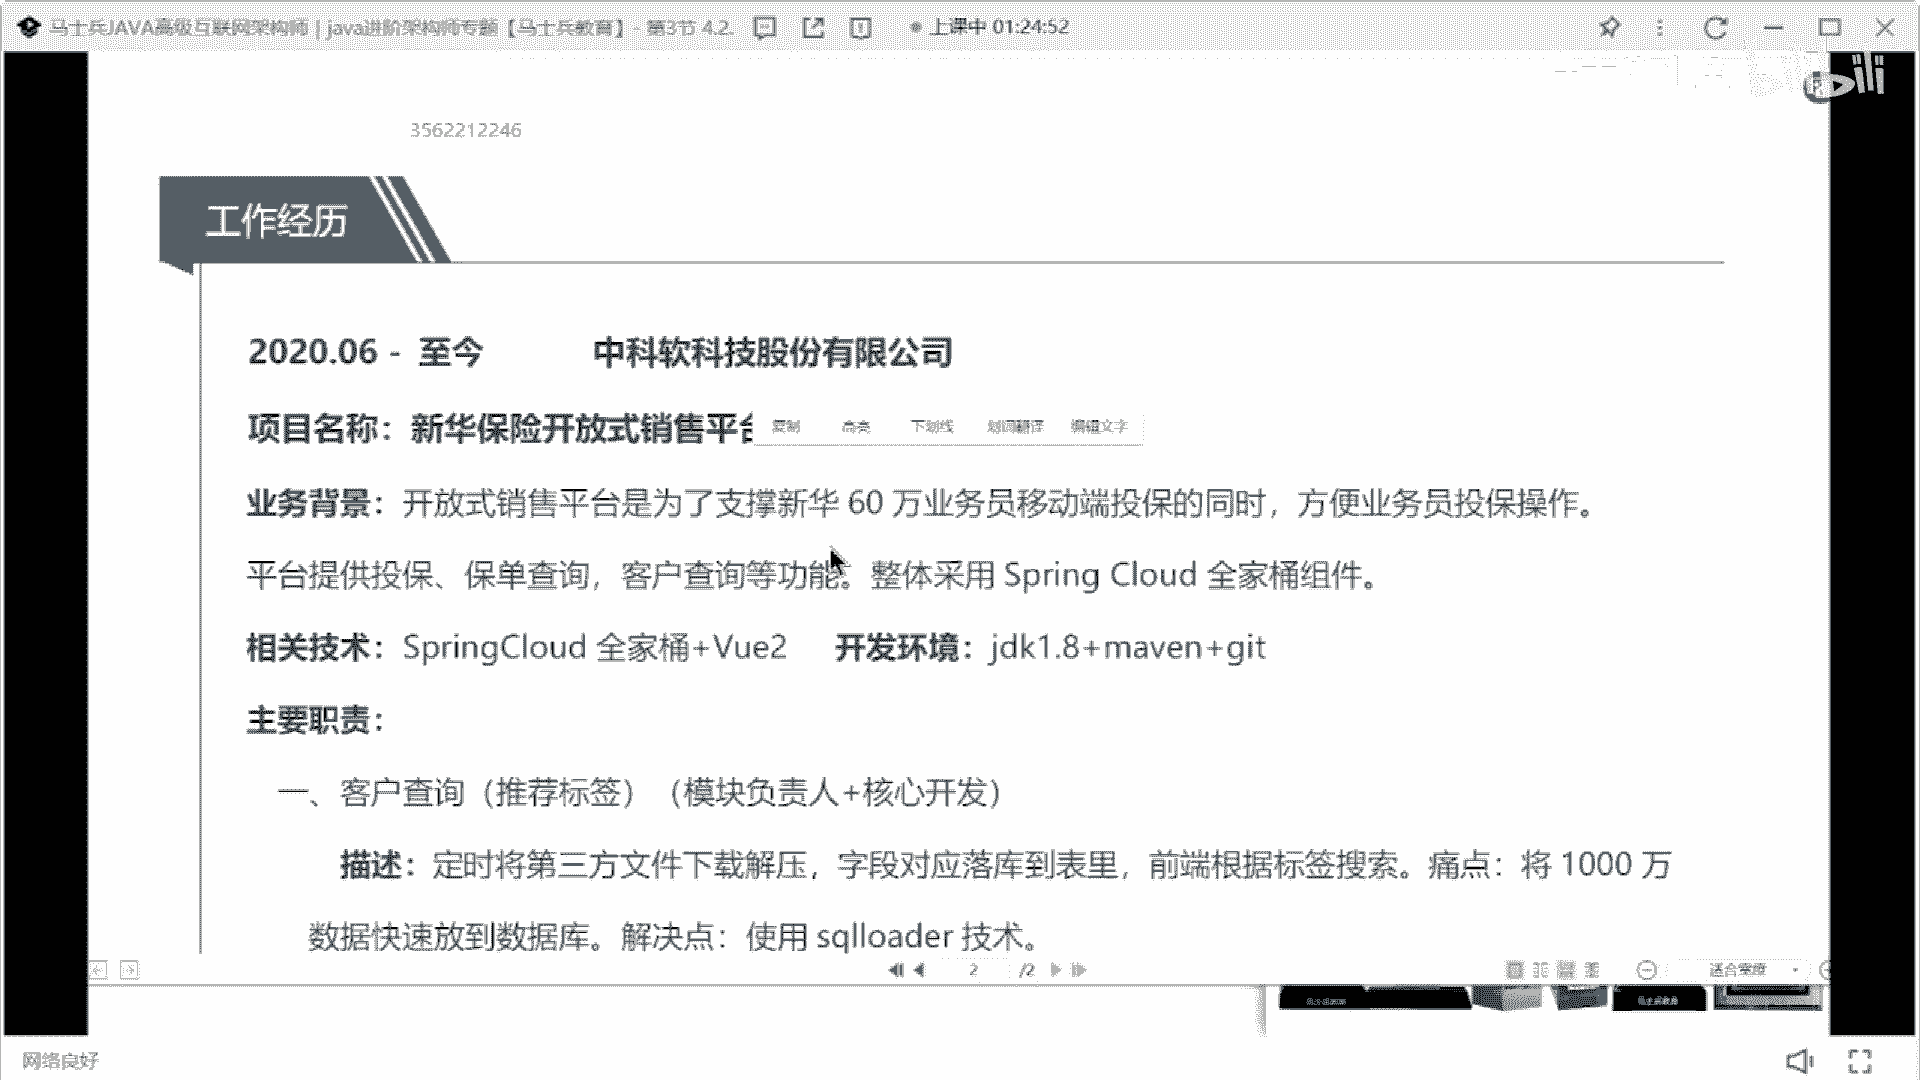 马士兵JAVA高级互联网架构师 | java进阶架构师专题【马士兵教育】 - 第3节 4.2.
上课中 01:24:52
3562212246
工作经历
2020.06 - 至今 中科软科技股份有限公司
项目名称：新华保险开放式销售平台
复制 高亮 下划线 划词翻译 编辑文字
业务背景：开放式销售平台是为了支撑新华 60 万业务员移动端投保的同时，方便业务员投保操作。
平台提供投保、保单查询，客户查询等功能。整体采用 Spring Cloud 全家桶组件。
相关技术：SpringCloud 全家桶+Vue2 开发环境：jdk1.8+maven+git
主要职责：
一、客户查询（推荐标签）（模块负责人+核心开发）
描述：定时将第三方文件下载解压，字段对应落库到表里，前端根据标签搜索。痛点：将 1000 万
数据快速放到数据库。解决点：使用 sqlloader 技术。
2 /2
适合宽度
网络良好